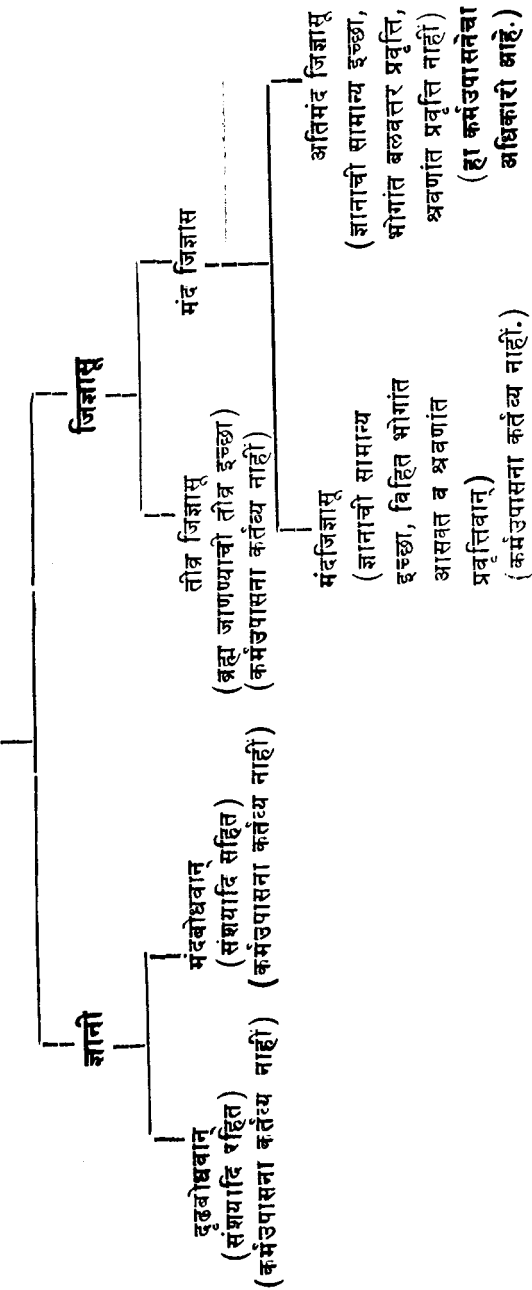 ज्ञानी
जिज्ञासू
दृढबोधवान्
(संशयादि रहित)
(कर्मउपासना कर्तव्य नाहीं)
मंदबोधवान्
(संशयादि सहित)
(कर्मउपासना कर्तव्य नाहीं)
तीव्र जिज्ञासू
(ब्रह्म जाणण्याची तीव्र इच्छा)
(कर्मउपासना कर्तव्य नाहीं)
मंद जिज्ञास
मंदजिज्ञासू
(ज्ञानाची सामान्य
इच्छा, विहित भोगांत
आसक्त व श्रवणांत
प्रवृत्तिवान्)
(कर्मउपासना कर्तव्य नाहीं.)
अतिमंद जिज्ञासू
(ज्ञानाची सामान्य इच्छा,
भोगांत बलवत्तर प्रवृत्ति,
श्रवणांत प्रवृत्ति नाहीं)
(हा कर्मउपासनेचा
अधिकारी आहे.)